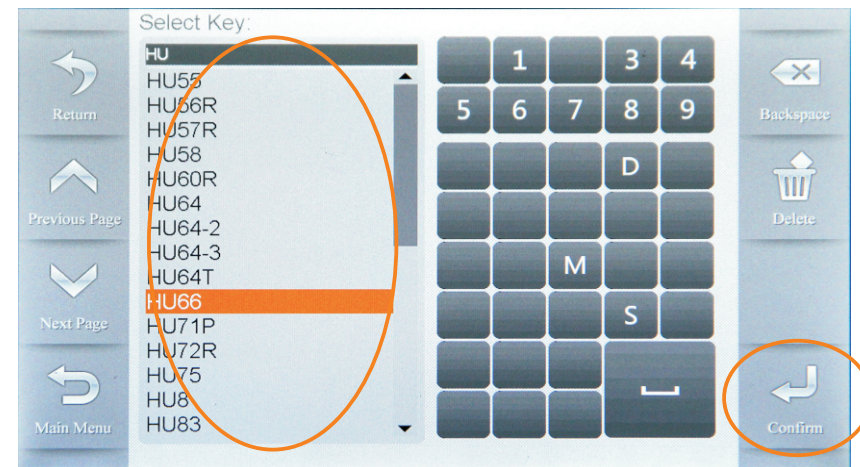 Select Key:
HU
HU55
HU56R
HU57R
HU58
HU60R
HU64
HU64-2
HU64-3
HU64T
HU66
HU71P
HU72R
HU75
HU8
HU83
1 3 4
5 6 7 8 9
D
M
S
Return
Previous Page
Next Page
Main Menu
Backspace
Delete
Confirm